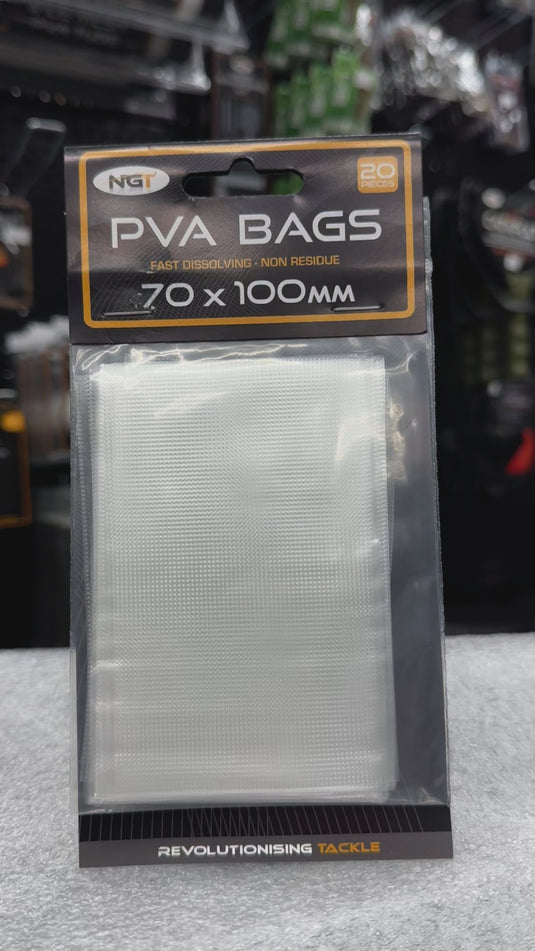 NGT
20
PIECES
PVA BAGS
FAST DISSOLVING - NON RESIDUE
70 x 100MM
REVOLUTIONISING TACKLE